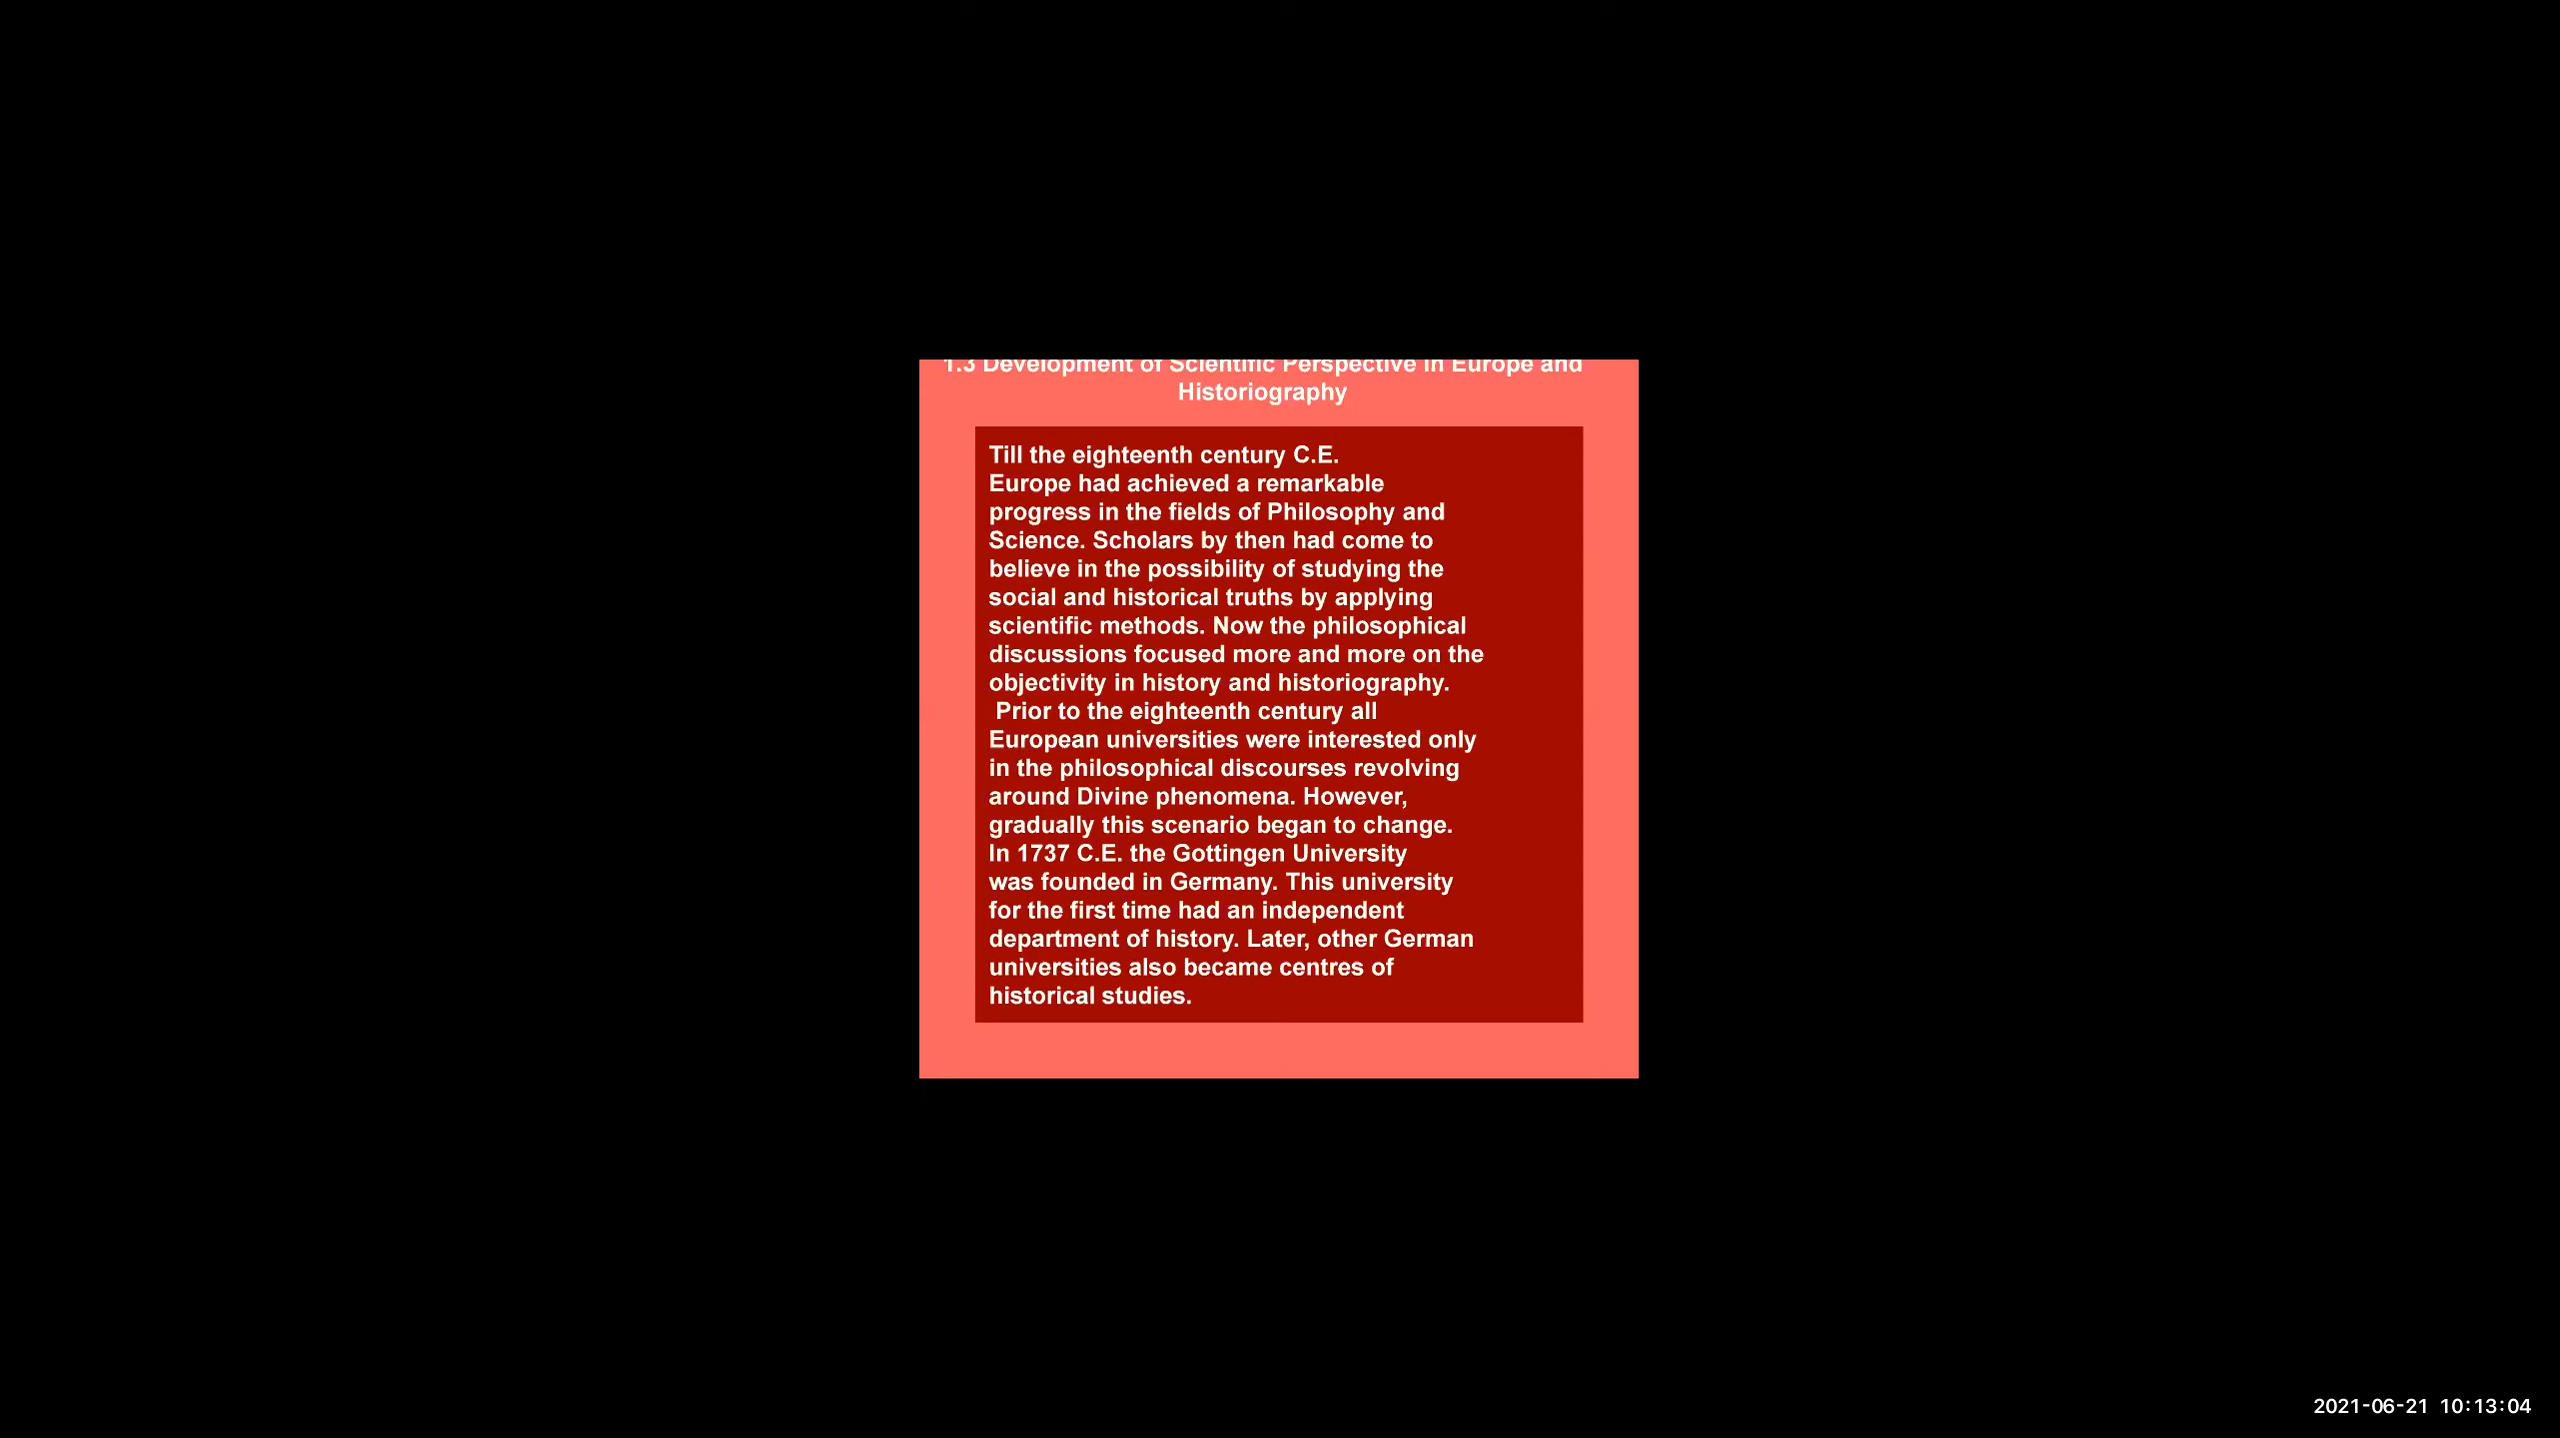 1.3 Development of Scientific Perspective in Europe and
Historiography
Till the eighteenth century C.E.
Europe had achieved a remarkable
progress in the fields of Philosophy and
Science. Scholars by then had come to
believe in the possibility of studying the
social and historical truths by applying
scientific methods. Now the philosophical
discussions focused more and more on the
objectivity in history and historiography.
Prior to the eighteenth century all
European universities were interested only
in the philosophical discourses revolving
around Divine phenomena. However,
gradually this scenario began to change.
In 1737 C.E. the Gottingen University
was founded in Germany. This university
for the first time had an independent
department of history. Later, other German
universities also became centres of
historical studies.
2021-06-21 10:13:04